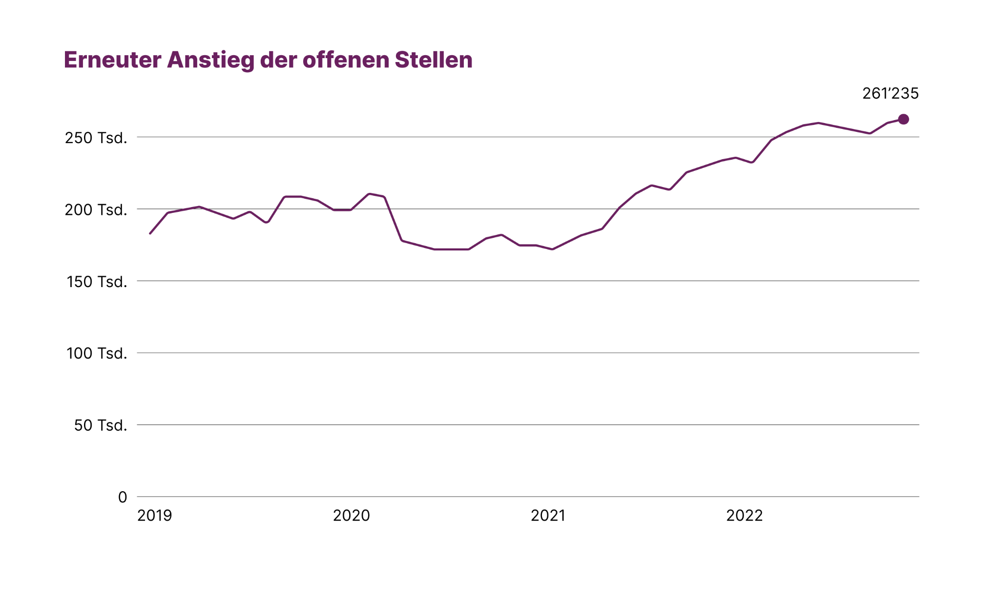 Erneuter Anstieg der offenen Stellen
261’235
250 Tsd.
200 Tsd.
150 Tsd.
100 Tsd.
50 Tsd.
0
2019 2020 2021 2022